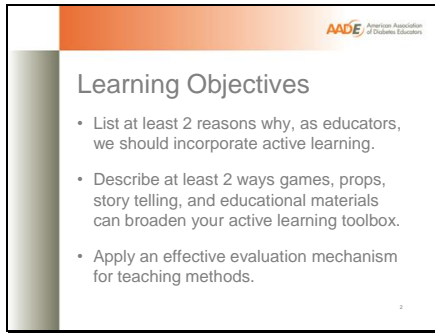 AADE American Association
of Diabetes Educators
Learning Objectives
• List at least 2 reasons why, as educators,
we should incorporate active learning.
• Describe at least 2 ways games, props,
story telling, and educational materials
can broaden your active learning toolbox.
• Apply an effective evaluation mechanism
for teaching methods.
2